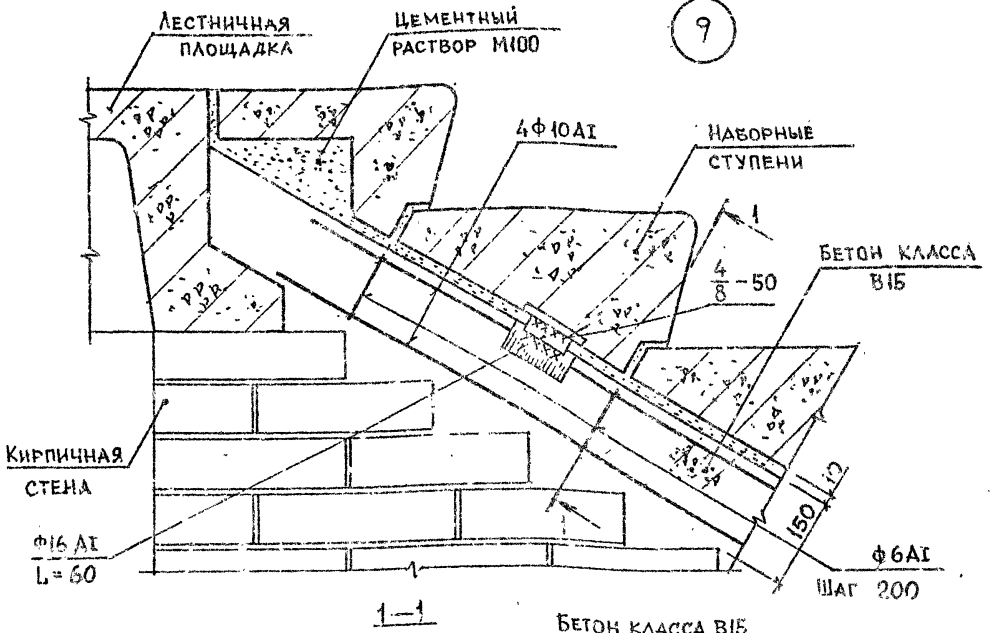 Лестничная
площадка
Цементный
раствор М100
9
4Ф10АI
Наборные
ступени
1
4
8 -50
Бетон класса
В15
Кирпичная
стена
Ф16 АI
L=60
1
10
150
Ф6АI
Шаг 200
1-1
Бетон класса В15